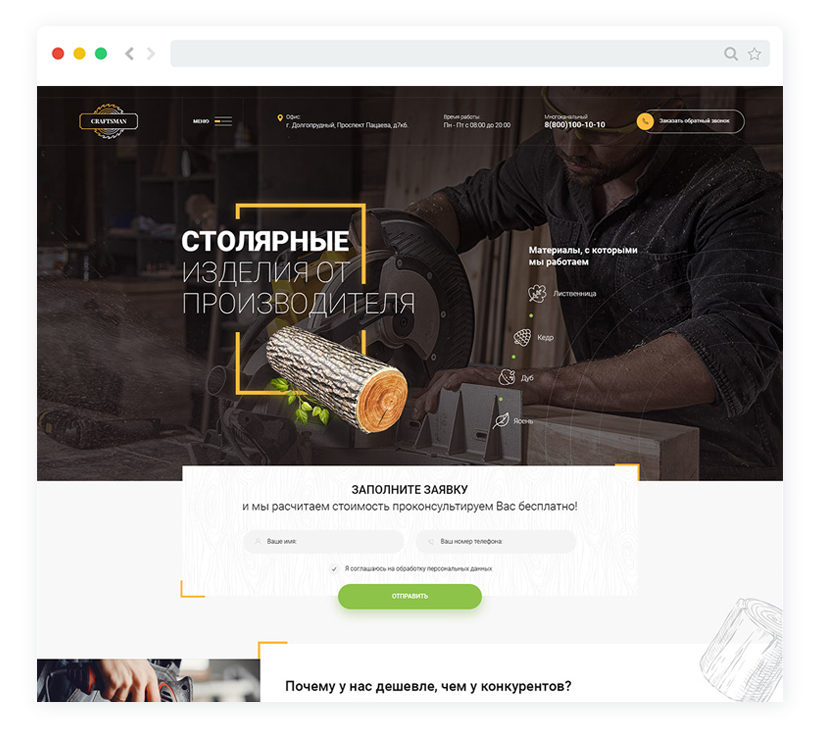 CRAFTSMAN
МЕНЮ
Офис:
г. Долгопрудный, Проспект Пацаева, д7к6.
Время работы:
Пн - Пт с 08:00 до 20:00
Многоканальный
8(800)100-10-10
Заказать обратный звонок
СТОЛЯРНЫЕ
ИЗДЕЛИЯ ОТ
ПРОИЗВОДИТЕЛЯ
Материалы, с которыми
мы работаем
Лиственница
Кедр
Дуб
Ясень
ЗАПОЛНИТЕ ЗАЯВКУ
и мы расчитаем стоимость проконсультируем Вас бесплатно!
Ваше имя:
Ваш номер телефона:
Я соглашаюсь на обработку персональных данных
ОТПРАВИТЬ
Почему у нас дешевле, чем у конкурентов?